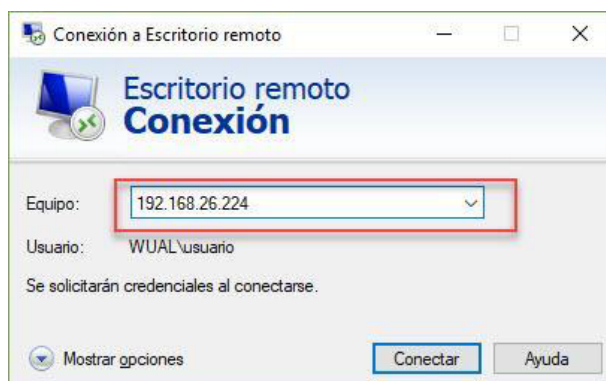 Conexión a Escritorio remoto
Escritorio remoto
Conexión
Equipo: 192.168.26.224
Usuario: WUAL\usuario
Se solicitarán credenciales al conectarse.
Mostrar opciones Conectar Ayuda